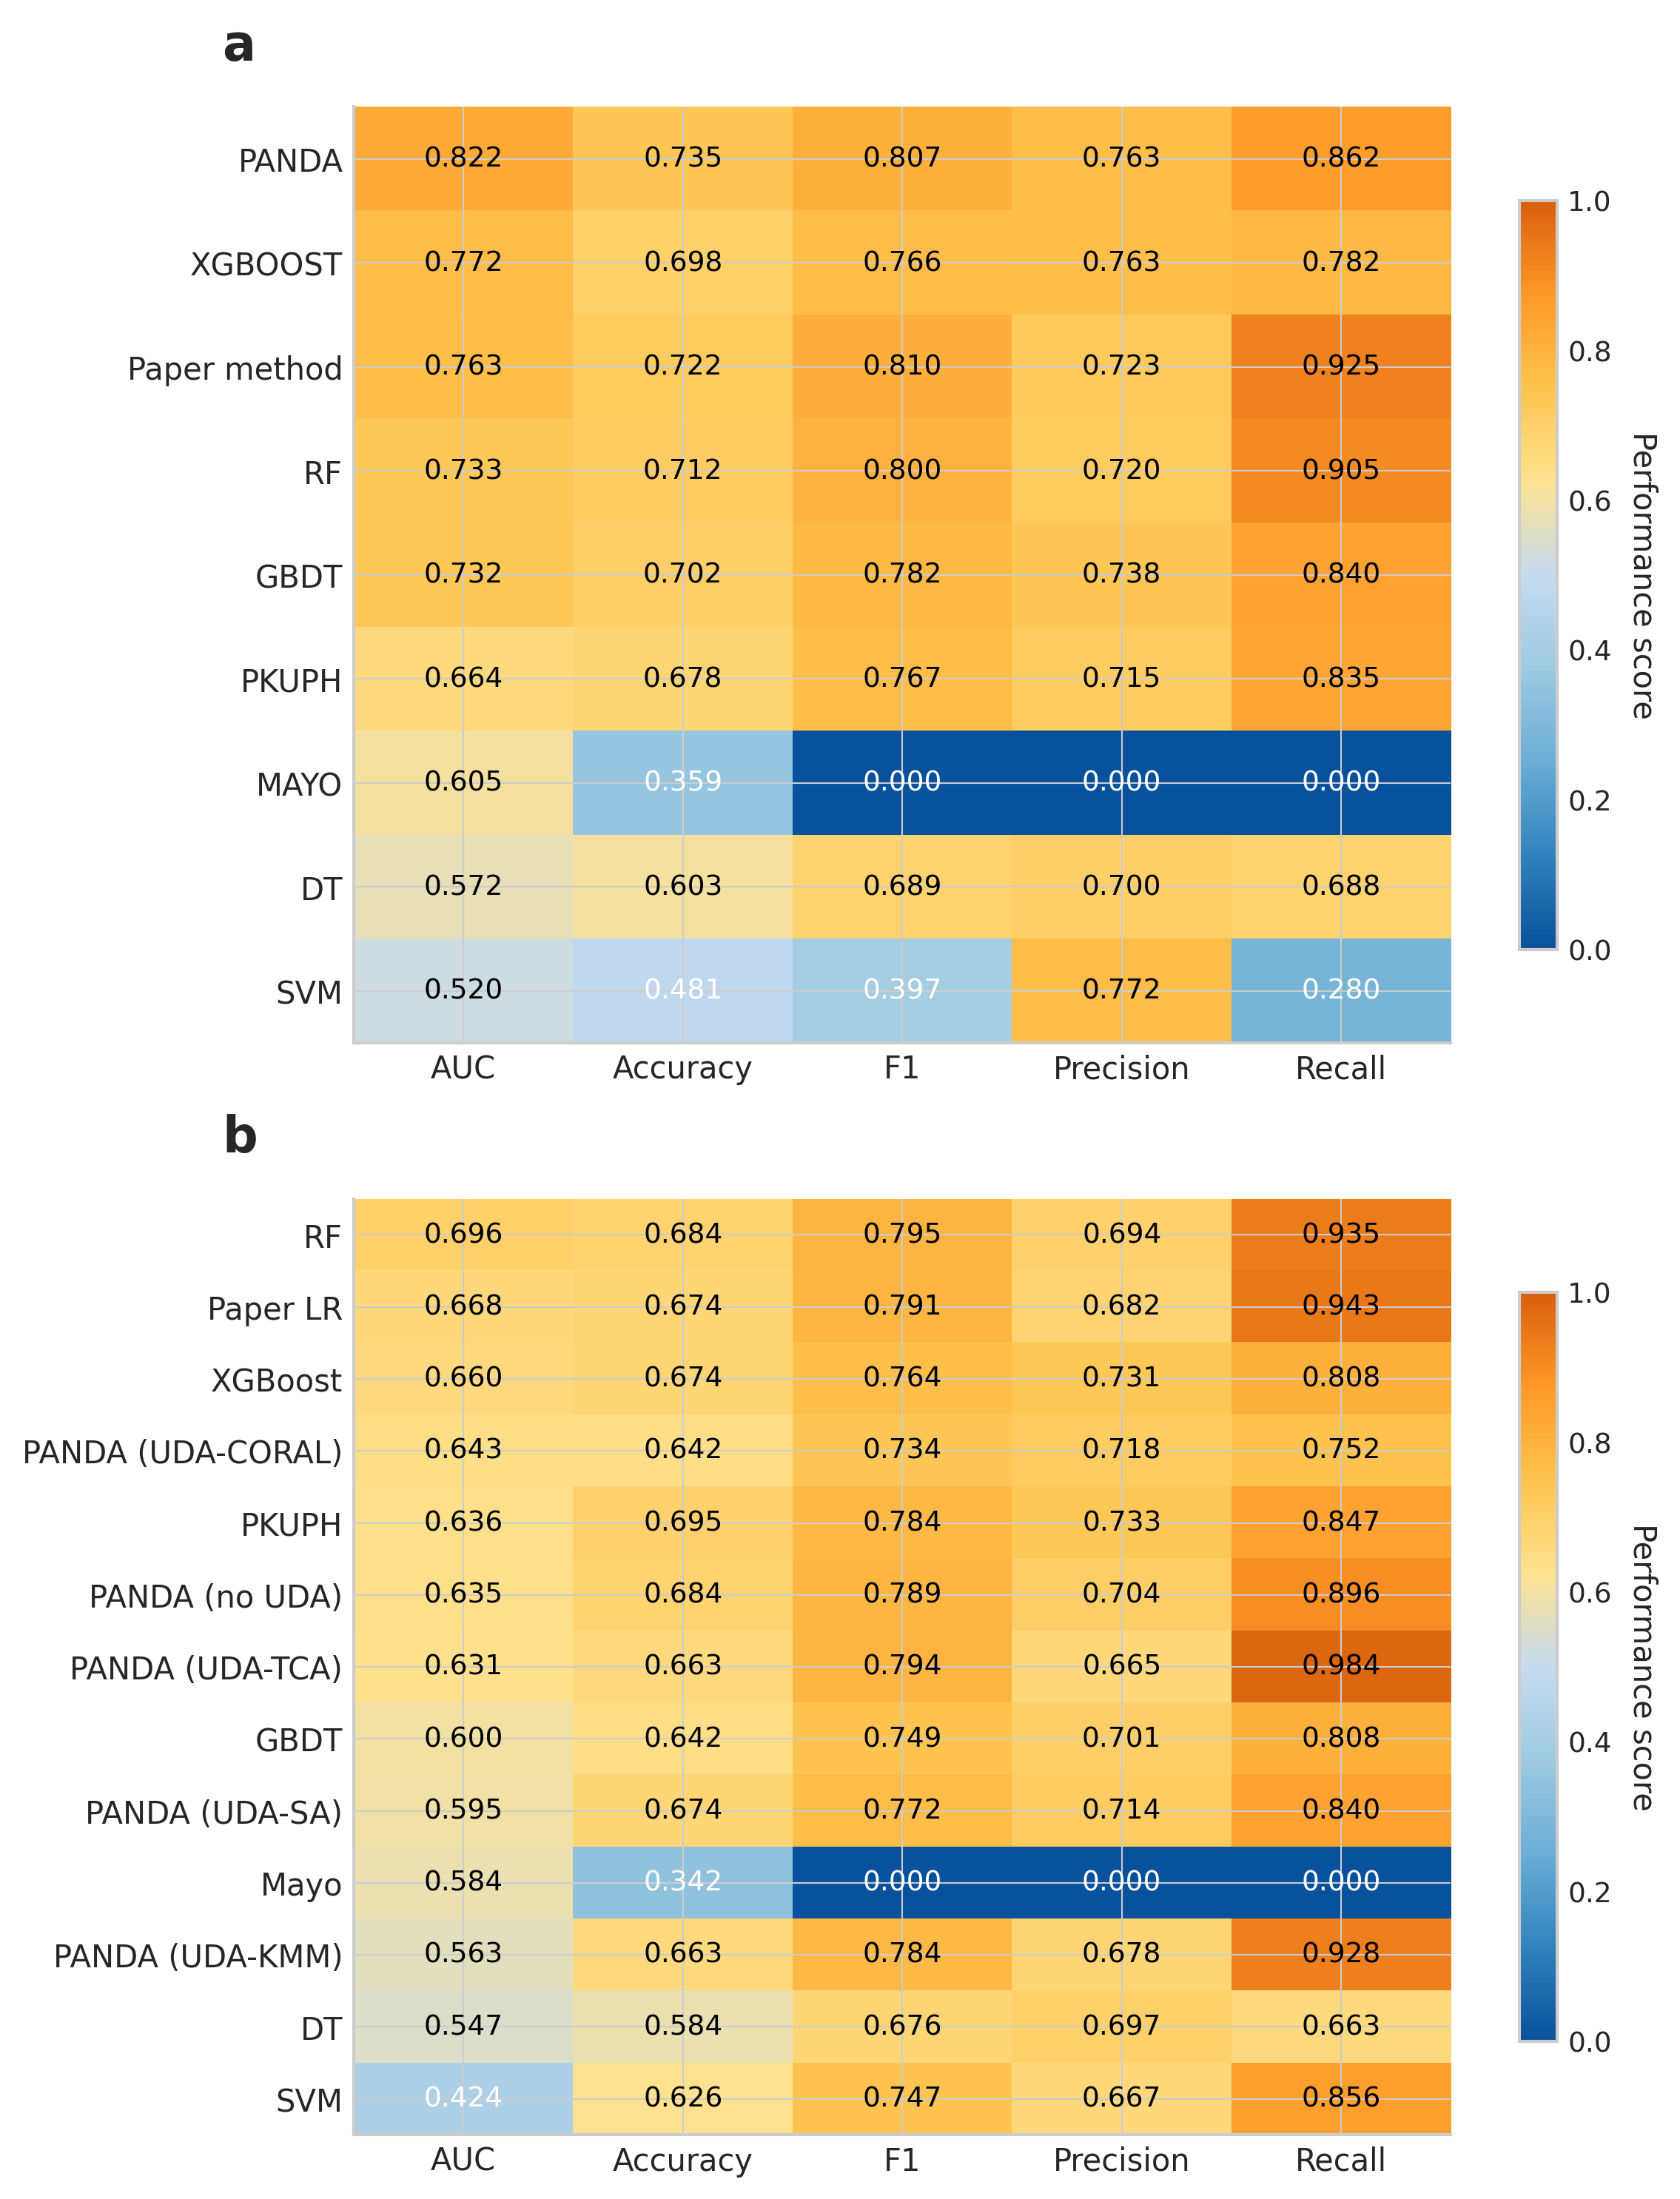 a
PANDA 0.822 0.735 0.807 0.763 0.862
XGBOOST 0.772 0.698 0.766 0.763 0.782
Paper method 0.763 0.722 0.810 0.723 0.925
RF 0.733 0.712 0.800 0.720 0.905
GBDT 0.732 0.702 0.782 0.738 0.840
PKUPH 0.664 0.678 0.767 0.715 0.835
MAYO 0.605 0.359 0.000 0.000 0.000
DT 0.572 0.603 0.689 0.700 0.688
SVM 0.520 0.481 0.397 0.772 0.280
AUC Accuracy F1 Precision Recall
1.0
0.8
0.6
0.4
0.2
0.0
Performance score
b
RF 0.696 0.684 0.795 0.694 0.935
Paper LR 0.668 0.674 0.791 0.682 0.943
XGBoost 0.660 0.674 0.764 0.731 0.808
PANDA (UDA-CORAL) 0.643 0.642 0.734 0.718 0.752
PKUPH 0.636 0.695 0.784 0.733 0.847
PANDA (no UDA) 0.635 0.684 0.789 0.704 0.896
PANDA (UDA-TCA) 0.631 0.663 0.794 0.665 0.984
GBDT 0.600 0.642 0.749 0.701 0.808
PANDA (UDA-SA) 0.595 0.674 0.772 0.714 0.840
Mayo 0.584 0.342 0.000 0.000 0.000
PANDA (UDA-KMM) 0.563 0.663 0.784 0.678 0.928
DT 0.547 0.584 0.676 0.697 0.663
SVM 0.424 0.626 0.747 0.667 0.856
AUC Accuracy F1 Precision Recall
1.0
0.8
0.6
0.4
0.2
0.0
Performance score